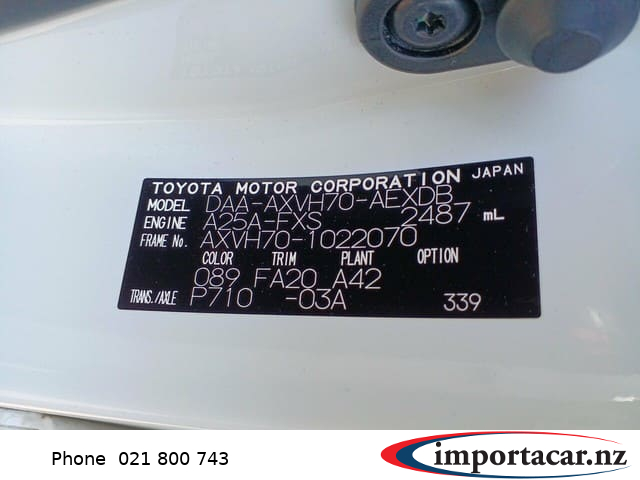 TOYOTA MOTOR CORPORATION JAPAN
MODEL DAA-AXVH70-AEXDB
ENGINE A25A-FXS 2487 mL
FRAME No. AXVH70-1022070
COLOR TRIM PLANT OPTION
089 FA20 A42
TRANS./AXLE P710 -03A 339
Phone 021 800 743
importacar.nz